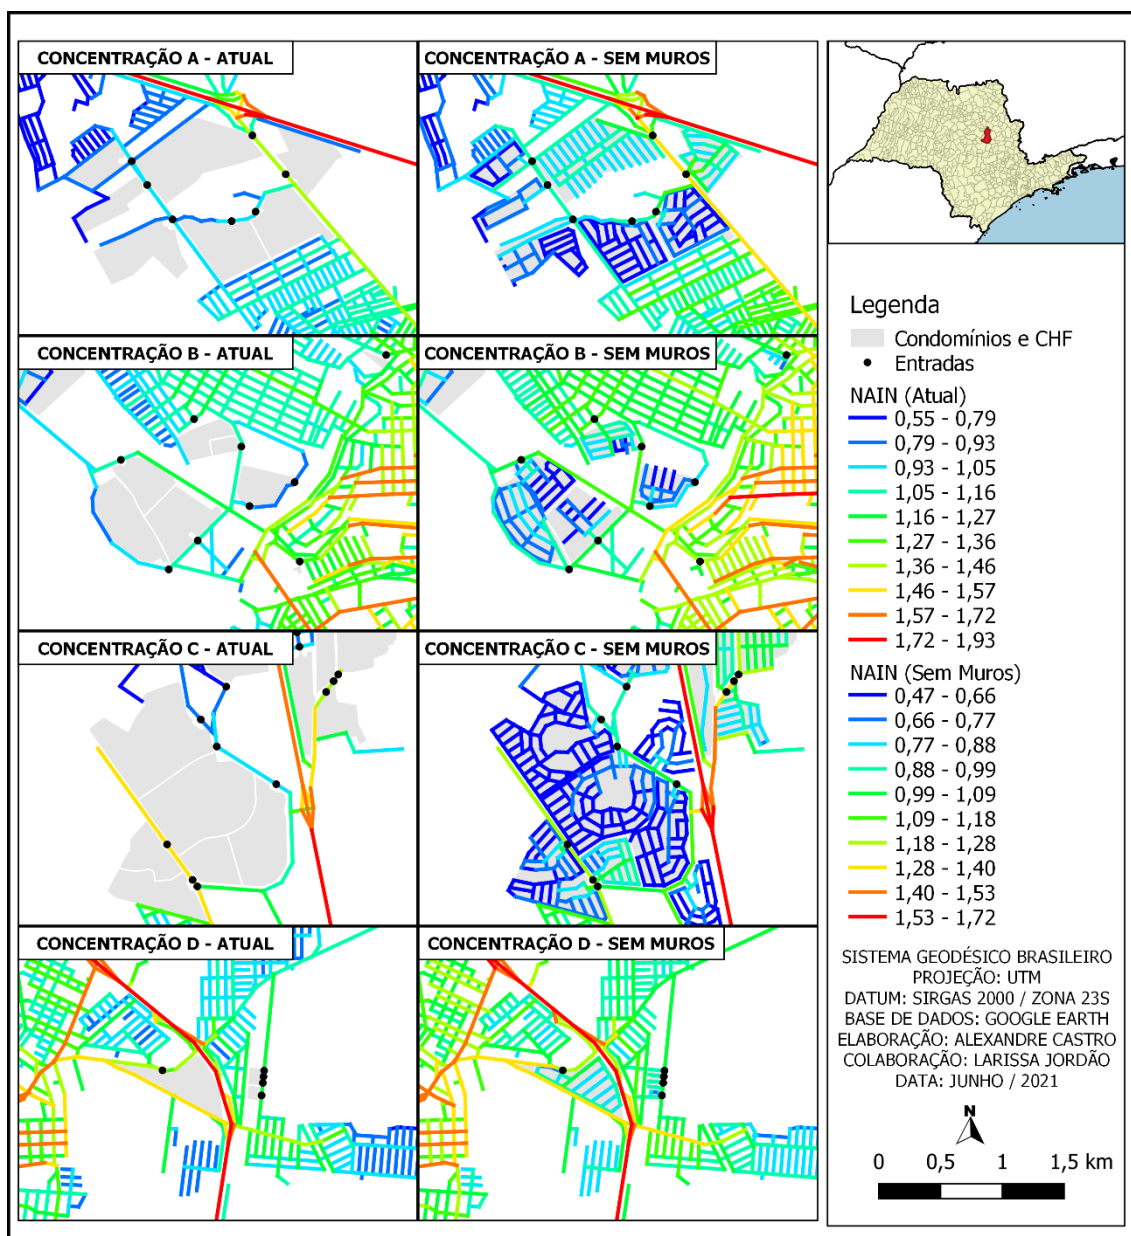 CONCENTRAÇÃO A - ATUAL
CONCENTRAÇÃO A - SEM MUROS
CONCENTRAÇÃO B - ATUAL
CONCENTRAÇÃO B - SEM MUROS
CONCENTRAÇÃO C - ATUAL
CONCENTRAÇÃO C - SEM MUROS
CONCENTRAÇÃO D - ATUAL
CONCENTRAÇÃO D - SEM MUROS
Legenda
Condomínios e CHF
Entradas
NAIN (Atual)
0,55 - 0,79
0,79 - 0,93
0,93 - 1,05
1,05 - 1,16
1,16 - 1,27
1,27 - 1,36
1,36 - 1,46
1,46 - 1,57
1,57 - 1,72
1,72 - 1,93
NAIN (Sem Muros)
0,47 - 0,66
0,66 - 0,77
0,77 - 0,88
0,88 - 0,99
0,99 - 1,09
1,09 - 1,18
1,18 - 1,28
1,28 - 1,40
1,40 - 1,53
1,53 - 1,72
SISTEMA GEODÉSICO BRASILEIRO
PROJEÇÃO: UTM
DATUM: SIRGAS 2000 / ZONA 23S
BASE DE DADOS: GOOGLE EARTH
ELABORAÇÃO: ALEXANDRE CASTRO
COLABORAÇÃO: LARISSA JORDÃO
DATA: JUNHO / 2021
N
0 0,5 1 1,5 km